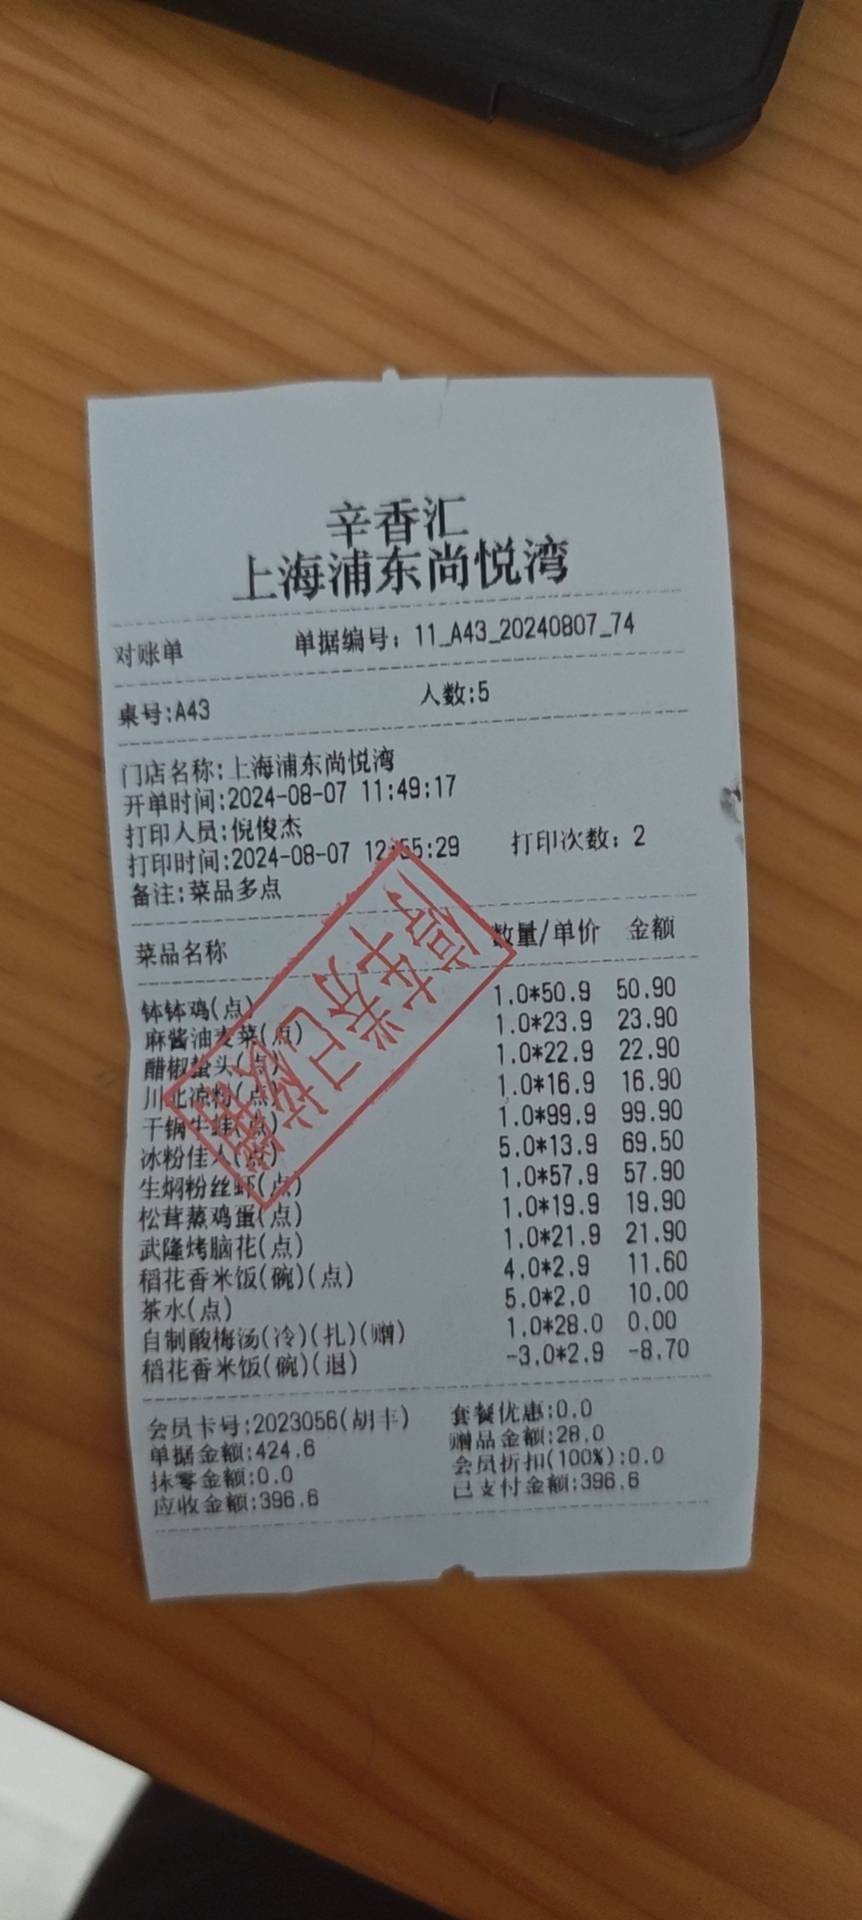 辛香汇
上海浦东尚悦湾
对账单 单据编号: 11_A43_20240807_74
桌号:A43 人数:5
门店名称:上海浦东尚悦湾
开单时间:2024-08-07 11:49:17
打印人员:倪俊杰
打印时间:2024-08-07 12:55:29 打印次数: 2
备注:菜品多点
菜品名称 数量/单价 金额
钵钵鸡(点) 1.0*50.9 50.90
麻酱油麦菜(点) 1.0*23.9 23.90
醋椒蜇头(点) 1.0*22.9 22.90
川北凉粉(点) 1.0*16.9 16.90
干锅牛蛙(点) 1.0*99.9 99.90
冰粉佳人(点) 5.0*13.9 69.50
生焖粉丝虾(点) 1.0*57.9 57.90
松茸蒸鸡蛋(点) 1.0*19.9 19.90
武隆烤脑花(点) 1.0*21.9 21.90
稻花香米饭(碗)(点) 4.0*2.9 11.60
茶水(点) 5.0*2.0 10.00
自制酸梅汤(冷)(扎)(赠) 1.0*28.0 0.00
稻花香米饭(碗)(退) -3.0*2.9 -8.70
会员卡号:2023056(胡丰) 套餐优惠:0.0
单据金额:424.6 赠品金额:28.0
抹零金额:0.0 会员折扣(100%):0.0
应收金额:396.6 已支付金额:396.6